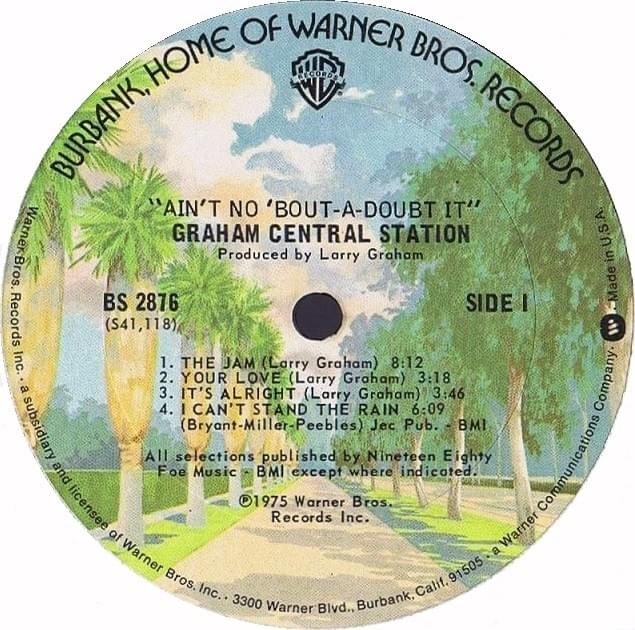 BURBANK, HOME OF WARNER BROS. RECORDS
WB
RECORDS
®
"AIN'T NO 'BOUT-A-DOUBT IT"
GRAHAM CENTRAL STATION
Produced by Larry Graham
BS 2876
(S41,118)
SIDE 1
1. THE JAM (Larry Graham) 8:12
2. YOUR LOVE (Larry Graham) 3:18
3. IT'S ALRIGHT (Larry Graham) 3:46
4. I CAN'T STAND THE RAIN 6:09
(Bryant-Miller-Peebles) Jec Pub. - BMI
All selections published by Nineteen Eighty
Foe Music - BMI except where indicated.
℗1975 Warner Bros.
Records Inc.
Warner Bros. Records Inc. • a subsidiary and licensee of Warner Bros. Inc. • 3300 Warner Blvd., Burbank, Calif. 91505 • a Warner Communications Company. Made in U.S.A.